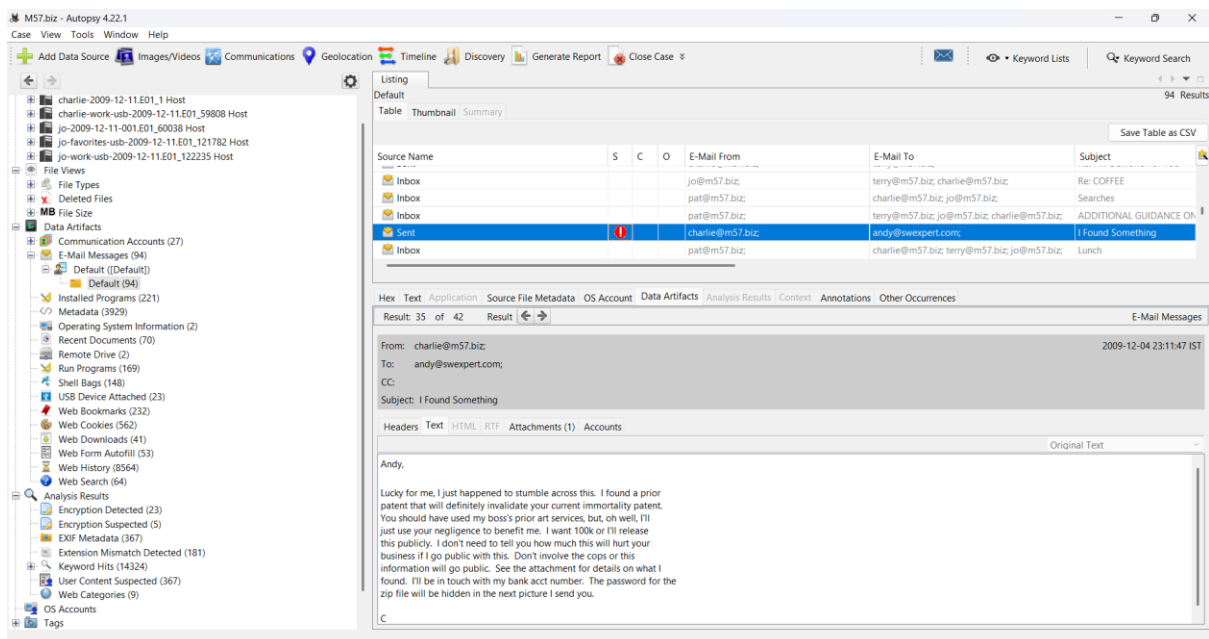 M57.biz - Autopsy 4.22.1
Case View Tools Window Help
Add Data Source Images/Videos Communications Geolocation Timeline Discovery Generate Report Close Case Keyword Lists Keyword Search
charlie-2009-12-11.E01_1 Host
charlie-work-usb-2009-12-11.E01_59808 Host
jo-2009-12-11-001.E01_60038 Host
jo-favorites-usb-2009-12-11.E01_121782 Host
jo-work-usb-2009-12-11.E01_122235 Host
File Views
File Types
Deleted Files
MB File Size
Data Artifacts
Communication Accounts (27)
E-Mail Messages (94)
Default ([Default])
Default (94)
Installed Programs (221)
Metadata (3929)
Operating System Information (2)
Recent Documents (70)
Remote Drive (2)
Run Programs (169)
Shell Bags (148)
USB Device Attached (23)
Web Bookmarks (232)
Web Cookies (562)
Web Downloads (41)
Web Form Autofill (53)
Web History (8564)
Web Search (64)
Analysis Results
Encryption Detected (23)
Encryption Suspected (5)
EXIF Metadata (367)
Extension Mismatch Detected (181)
Keyword Hits (14324)
User Content Suspected (367)
Web Categories (9)
OS Accounts
Tags
Listing
Default 94 Results
Table Thumbnail Summary
Save Table as CSV
Source Name S C O E-Mail From E-Mail To Subject
Inbox jo@m57.biz; terry@m57.biz; charlie@m57.biz; Re: COFFEE
Inbox pat@m57.biz; charlie@m57.biz; jo@m57.biz; Searches
Inbox pat@m57.biz; terry@m57.biz; jo@m57.biz; charlie@m57.biz; ADDITIONAL GUIDANCE ON
Sent charlie@m57.biz; andy@swexpert.com; I Found Something
Inbox pat@m57.biz; charlie@m57.biz; terry@m57.biz; jo@m57.biz; Lunch
Hex Text Application Source File Metadata OS Account Data Artifacts Analysis Results Context Annotations Other Occurrences
Result: 35 of 42 Result E-Mail Messages
From: charlie@m57.biz; 2009-12-04 23:11:47 IST
To: andy@swexpert.com;
CC:
Subject: I Found Something
Headers Text HTML RTF Attachments (1) Accounts
Original Text
Andy,
Lucky for me, I just happened to stumble across this. I found a prior
patent that will definitely invalidate your current immortality patent.
You should have used my boss's prior art services, but, oh well, I'll
just use your negligence to benefit me. I want 100k or I'll release
this publicly. I don't need to tell you how much this will hurt your
business if I go public with this. Don't involve the cops or this
information will go public. See the attachment for details on what I
found. I'll be in touch with my bank acct number. The password for the
zip file will be hidden in the next picture I send you.
C